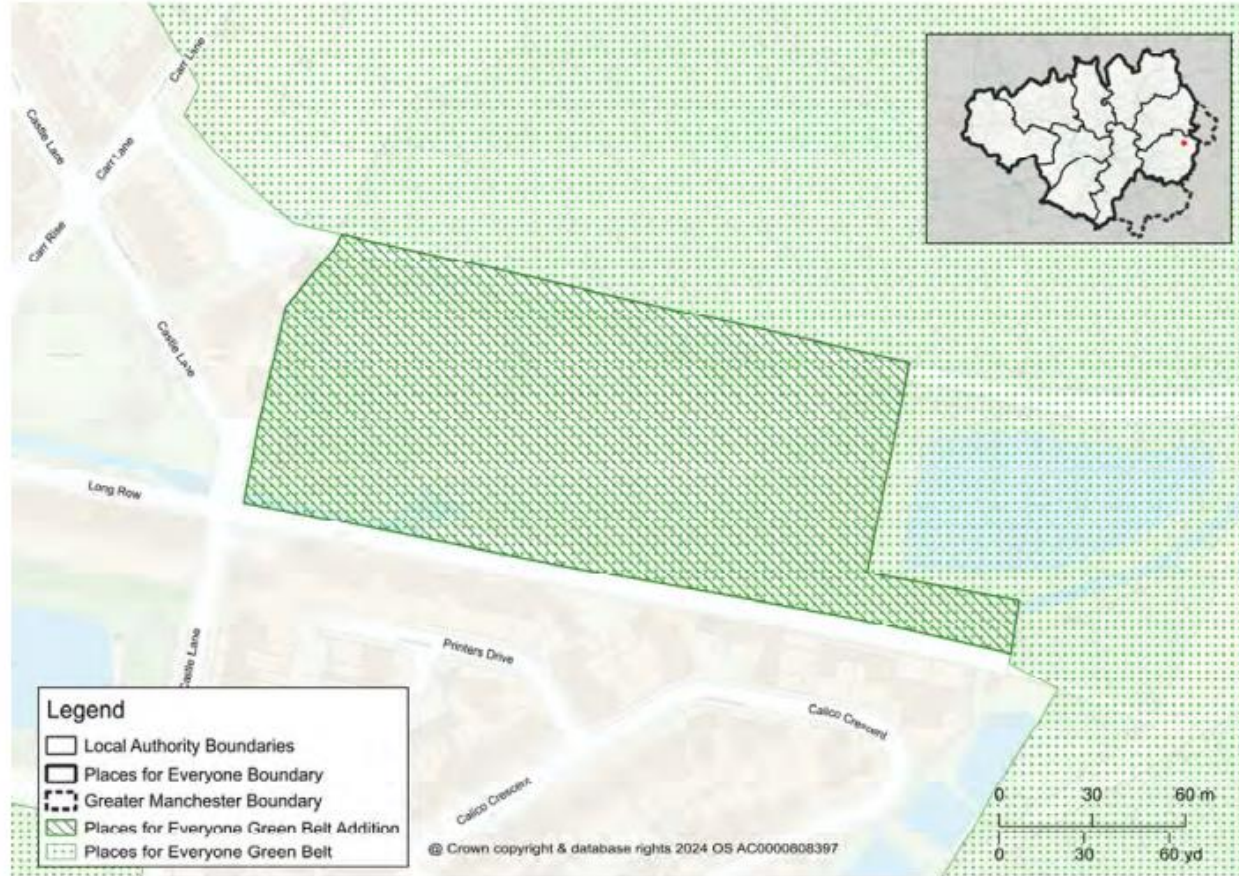 Carr Lane
Castle Lane
Carr Lane
Carr Rise
Castle Lane
Long Row
Castle Lane
Printers Drive
Calico Crescent
Calico Crescent
Legend
Local Authority Boundaries
Places for Everyone Boundary
Greater Manchester Boundary
Places for Everyone Green Belt Addition
Places for Everyone Green Belt
@ Crown copyright & database rights 2024 OS AC0000808397
0 30 60 m
0 30 60 yd